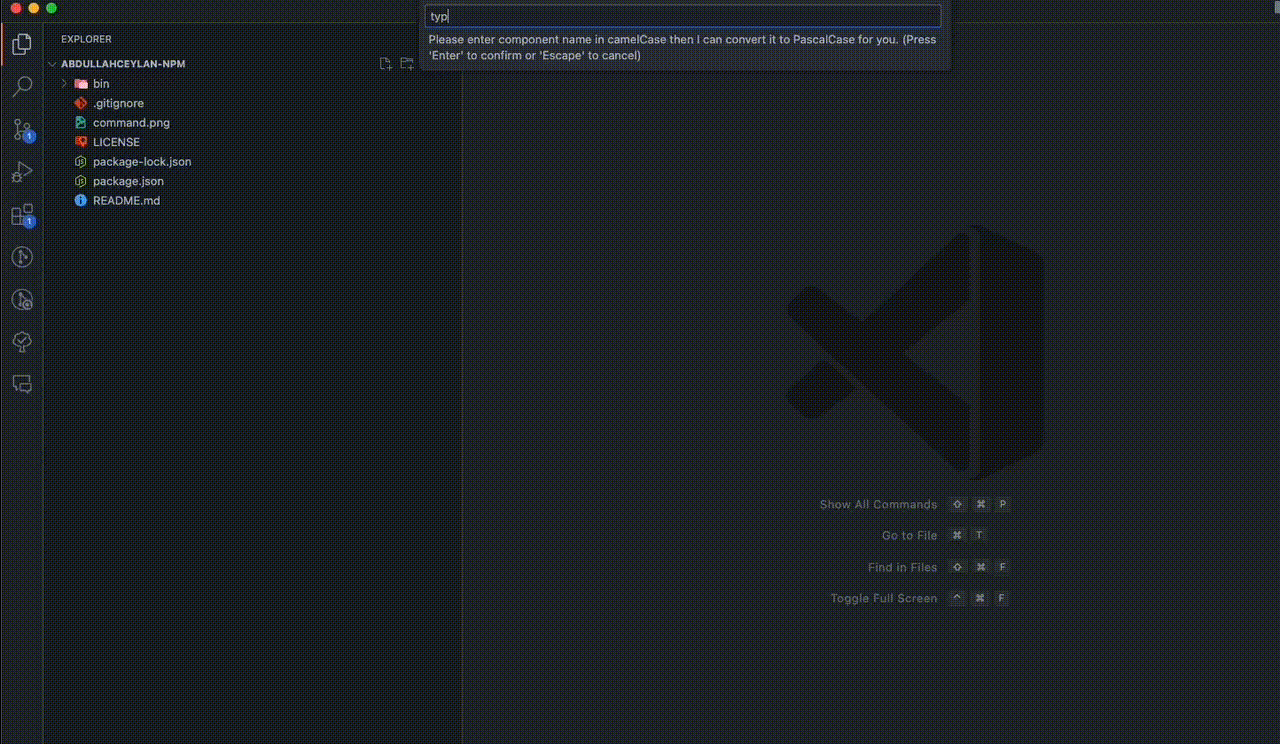 typ
Please enter component name in camelCase then I can convert it to PascalCase for you. (Press
'Enter' to confirm or 'Escape' to cancel)
EXPLORER
ABDULLAHCEYLAN-NPM
bin
.gitignore
command.png
LICENSE
package-lock.json
package.json
README.md
1
1
Show All Commands ⇧ ⌘ P
Go to File ⌘ T
Find in Files ⇧ ⌘ F
Toggle Full Screen ^ ⌘ F